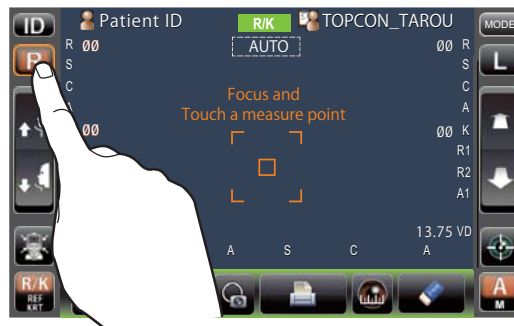 ID
Patient ID
R/K
TOPCON_TAROU
MODE
R
R 00
AUTO
00 R
L
S
S
C
C
Focus and
A
Touch a measure point
00
00 K
R1
R2
A1
13.75 VD
A
S
C
A
R/K
REF
KRT
A
M